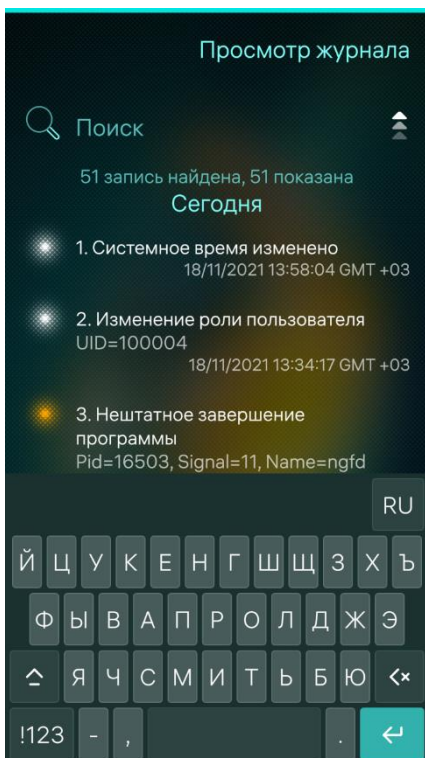 Просмотр журнала
Поиск
51 запись найдена, 51 показана
Сегодня
1. Системное время изменено
18/11/2021 13:58:04 GMT +03
2. Изменение роли пользователя
UID=100004
18/11/2021 13:34:17 GMT +03
3. Нештатное завершение
программы
Pid=16503, Signal=11, Name=ngfd
RU
Й Ц У К Е Н Г Ш Щ З Х Ъ
Ф Ы В А П Р О Л Д Ж Э
Я Ч С М И Т Ь Б Ю
!123 - , .